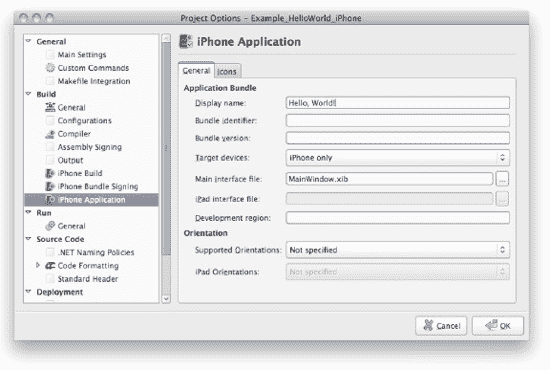 Project Options – Example_HelloWorld_iPhone
General
Main Settings
Custom Commands
Makefile Integration
Build
General
Configurations
Compiler
Assembly Signing
Output
iPhone Build
iPhone Bundle Signing
iPhone Application
Run
General
Source Code
.NET Naming Policies
Code Formatting
Standard Header
Deployment
iPhone Application
General
Icons
Application Bundle
Display name:
Hello, World!
Bundle identifier:
Bundle version:
Target devices:
iPhone only
Main interface file:
MainWindow.xib
...
iPad interface file:
...
Development region:
Orientation
Supported Orientations:
Not specified
iPad Orientations:
Not specified
Cancel
OK